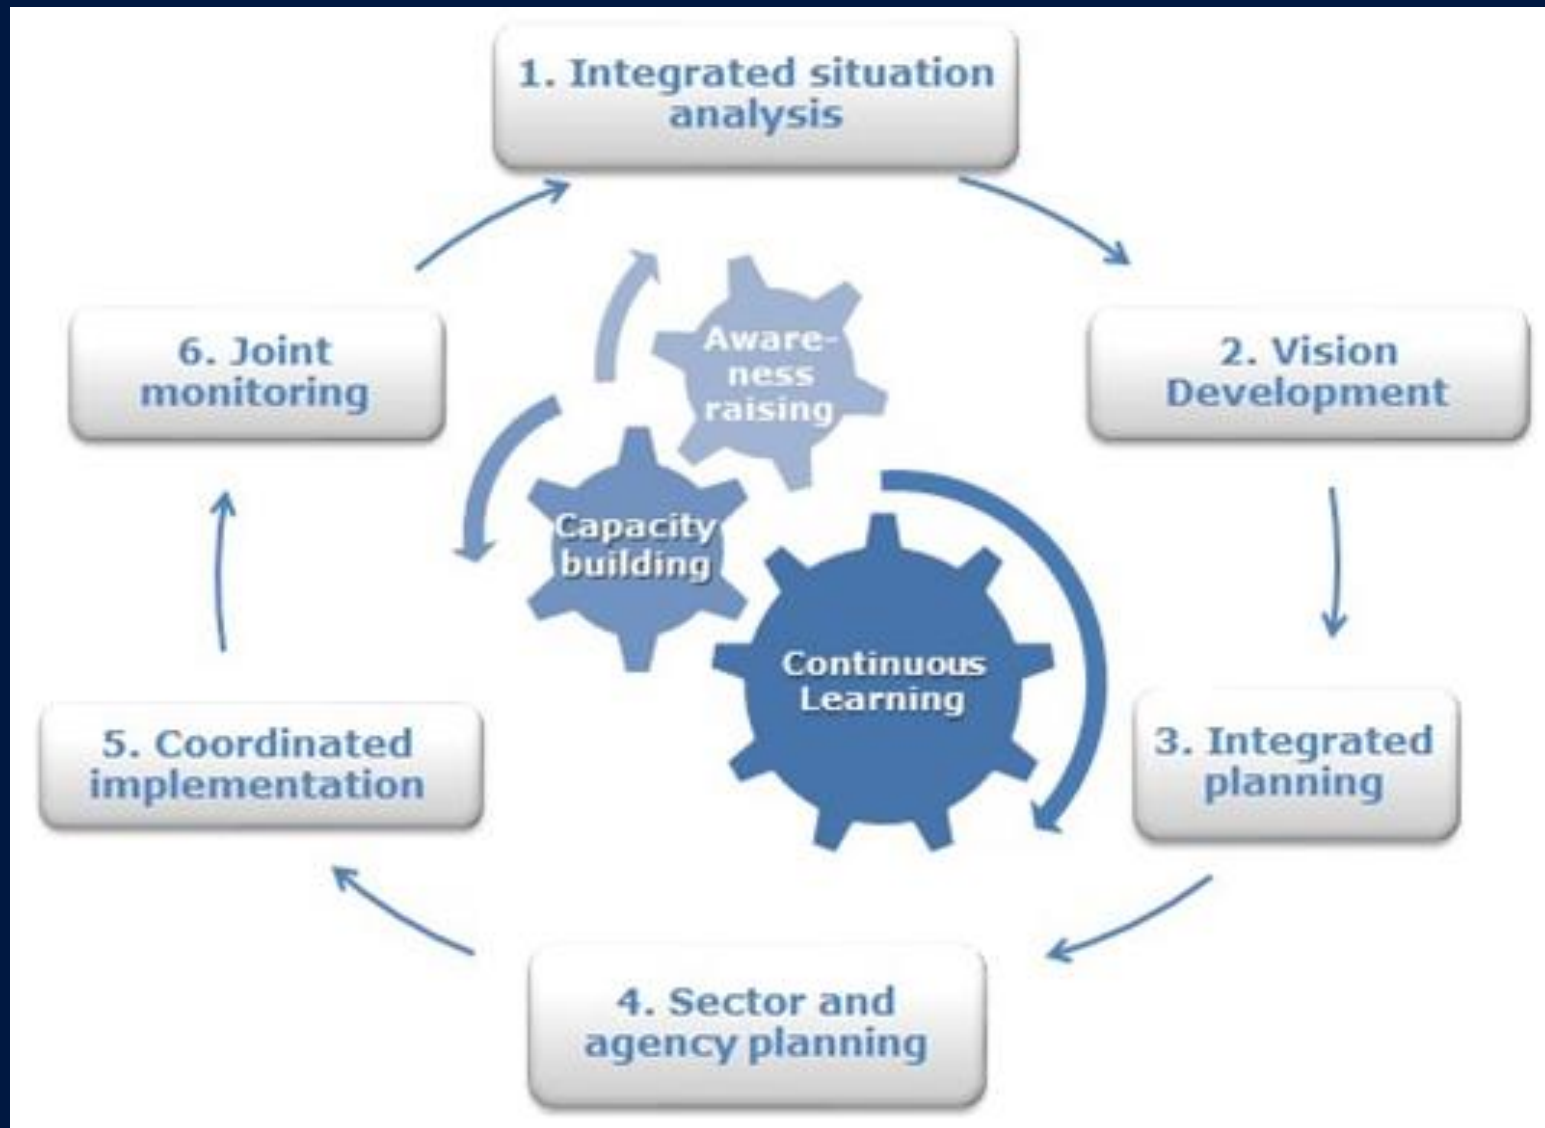 1. Integrated situation
analysis
2. Vision
Development
3. Integrated
planning
4. Sector and
agency planning
5. Coordinated
implementation
6. Joint
monitoring
Aware-
ness
raising
Capacity
building
Continuous
Learning